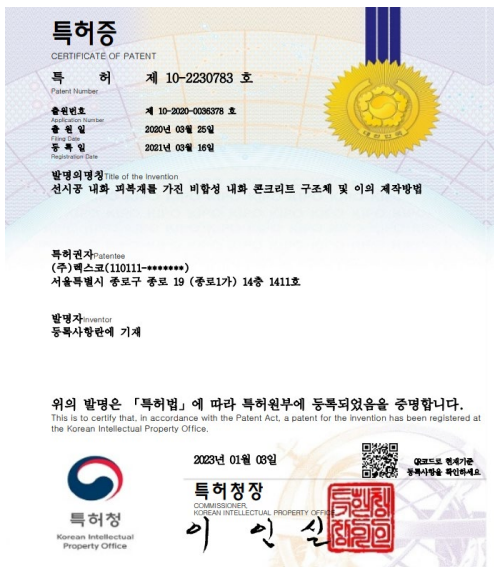 특허증
CERTIFICATE OF PATENT
특 허 제 10-2230783 호
Patent Number
출원번호 제 10-2020-0036378 호
Application Number
출 원 일 2020년 03월 25일
Filing Date
등 록 일 2021년 03월 16일
Registration Date
발명의명칭 Title of the Invention
선시공 내화 피복재를 가진 비합성 내화 콘크리트 구조체 및 이의 제작방법
특허권자 Patentee
(주)렉스코(110111-*******)
서울특별시 종로구 종로 19 (종로1가) 14층 1411호
발명자 Inventor
등록사항란에 기재
위의 발명은 「특허법」에 따라 특허원부에 등록되었음을 증명합니다.
This is to certify that, in accordance with the Patent Act, a patent for the invention has been registered at
the Korean Intellectual Property Office.
2023년 01월 03일
QR코드로 현재기준
등록사항을 확인하세요
특허청장
COMMISSIONER,
KOREAN INTELLECTUAL PROPERTY OFFICE
이 인 실
특허청
Korean Intellectual
Property Office